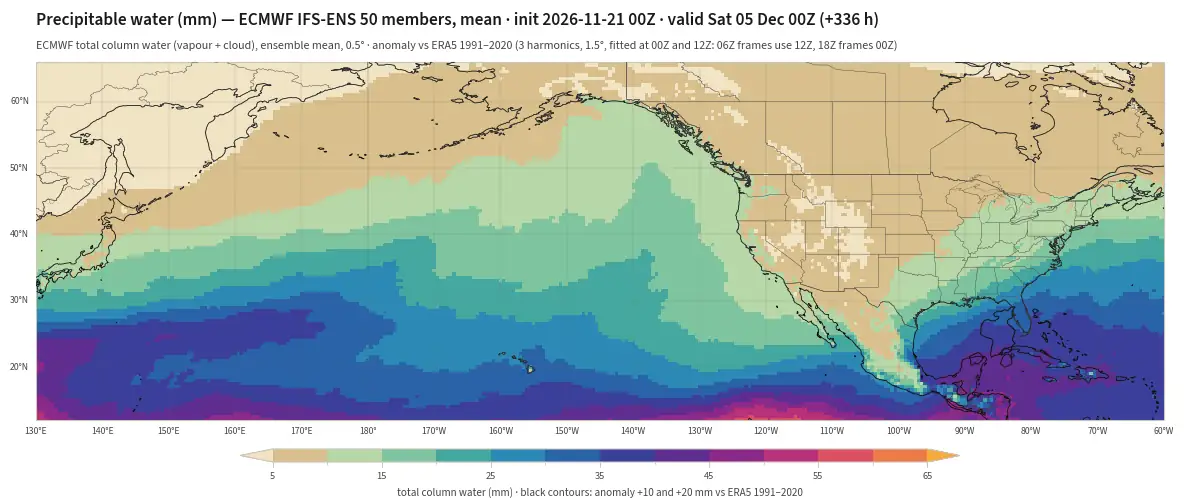 Precipitable water (mm) — ECMWF IFS-ENS 50 members, mean · init 2026-11-21 00Z · valid Sat 05 Dec 00Z (+336 h)
ECMWF total column water (vapour + cloud), ensemble mean, 0.5° · anomaly vs ERA5 1991–2020 (3 harmonics, 1.5°, fitted at 00Z and 12Z: 06Z frames use 12Z, 18Z frames 00Z)
60°N
50°N
40°N
30°N
20°N
130°E 140°E 150°E 160°E 170°E 180° 170°W 160°W 150°W 140°W 130°W 120°W 110°W 100°W 90°W 80°W 70°W 60°W
5 15 25 35 45 55 65
total column water (mm) · black contours: anomaly +10 and +20 mm vs ERA5 1991–2020